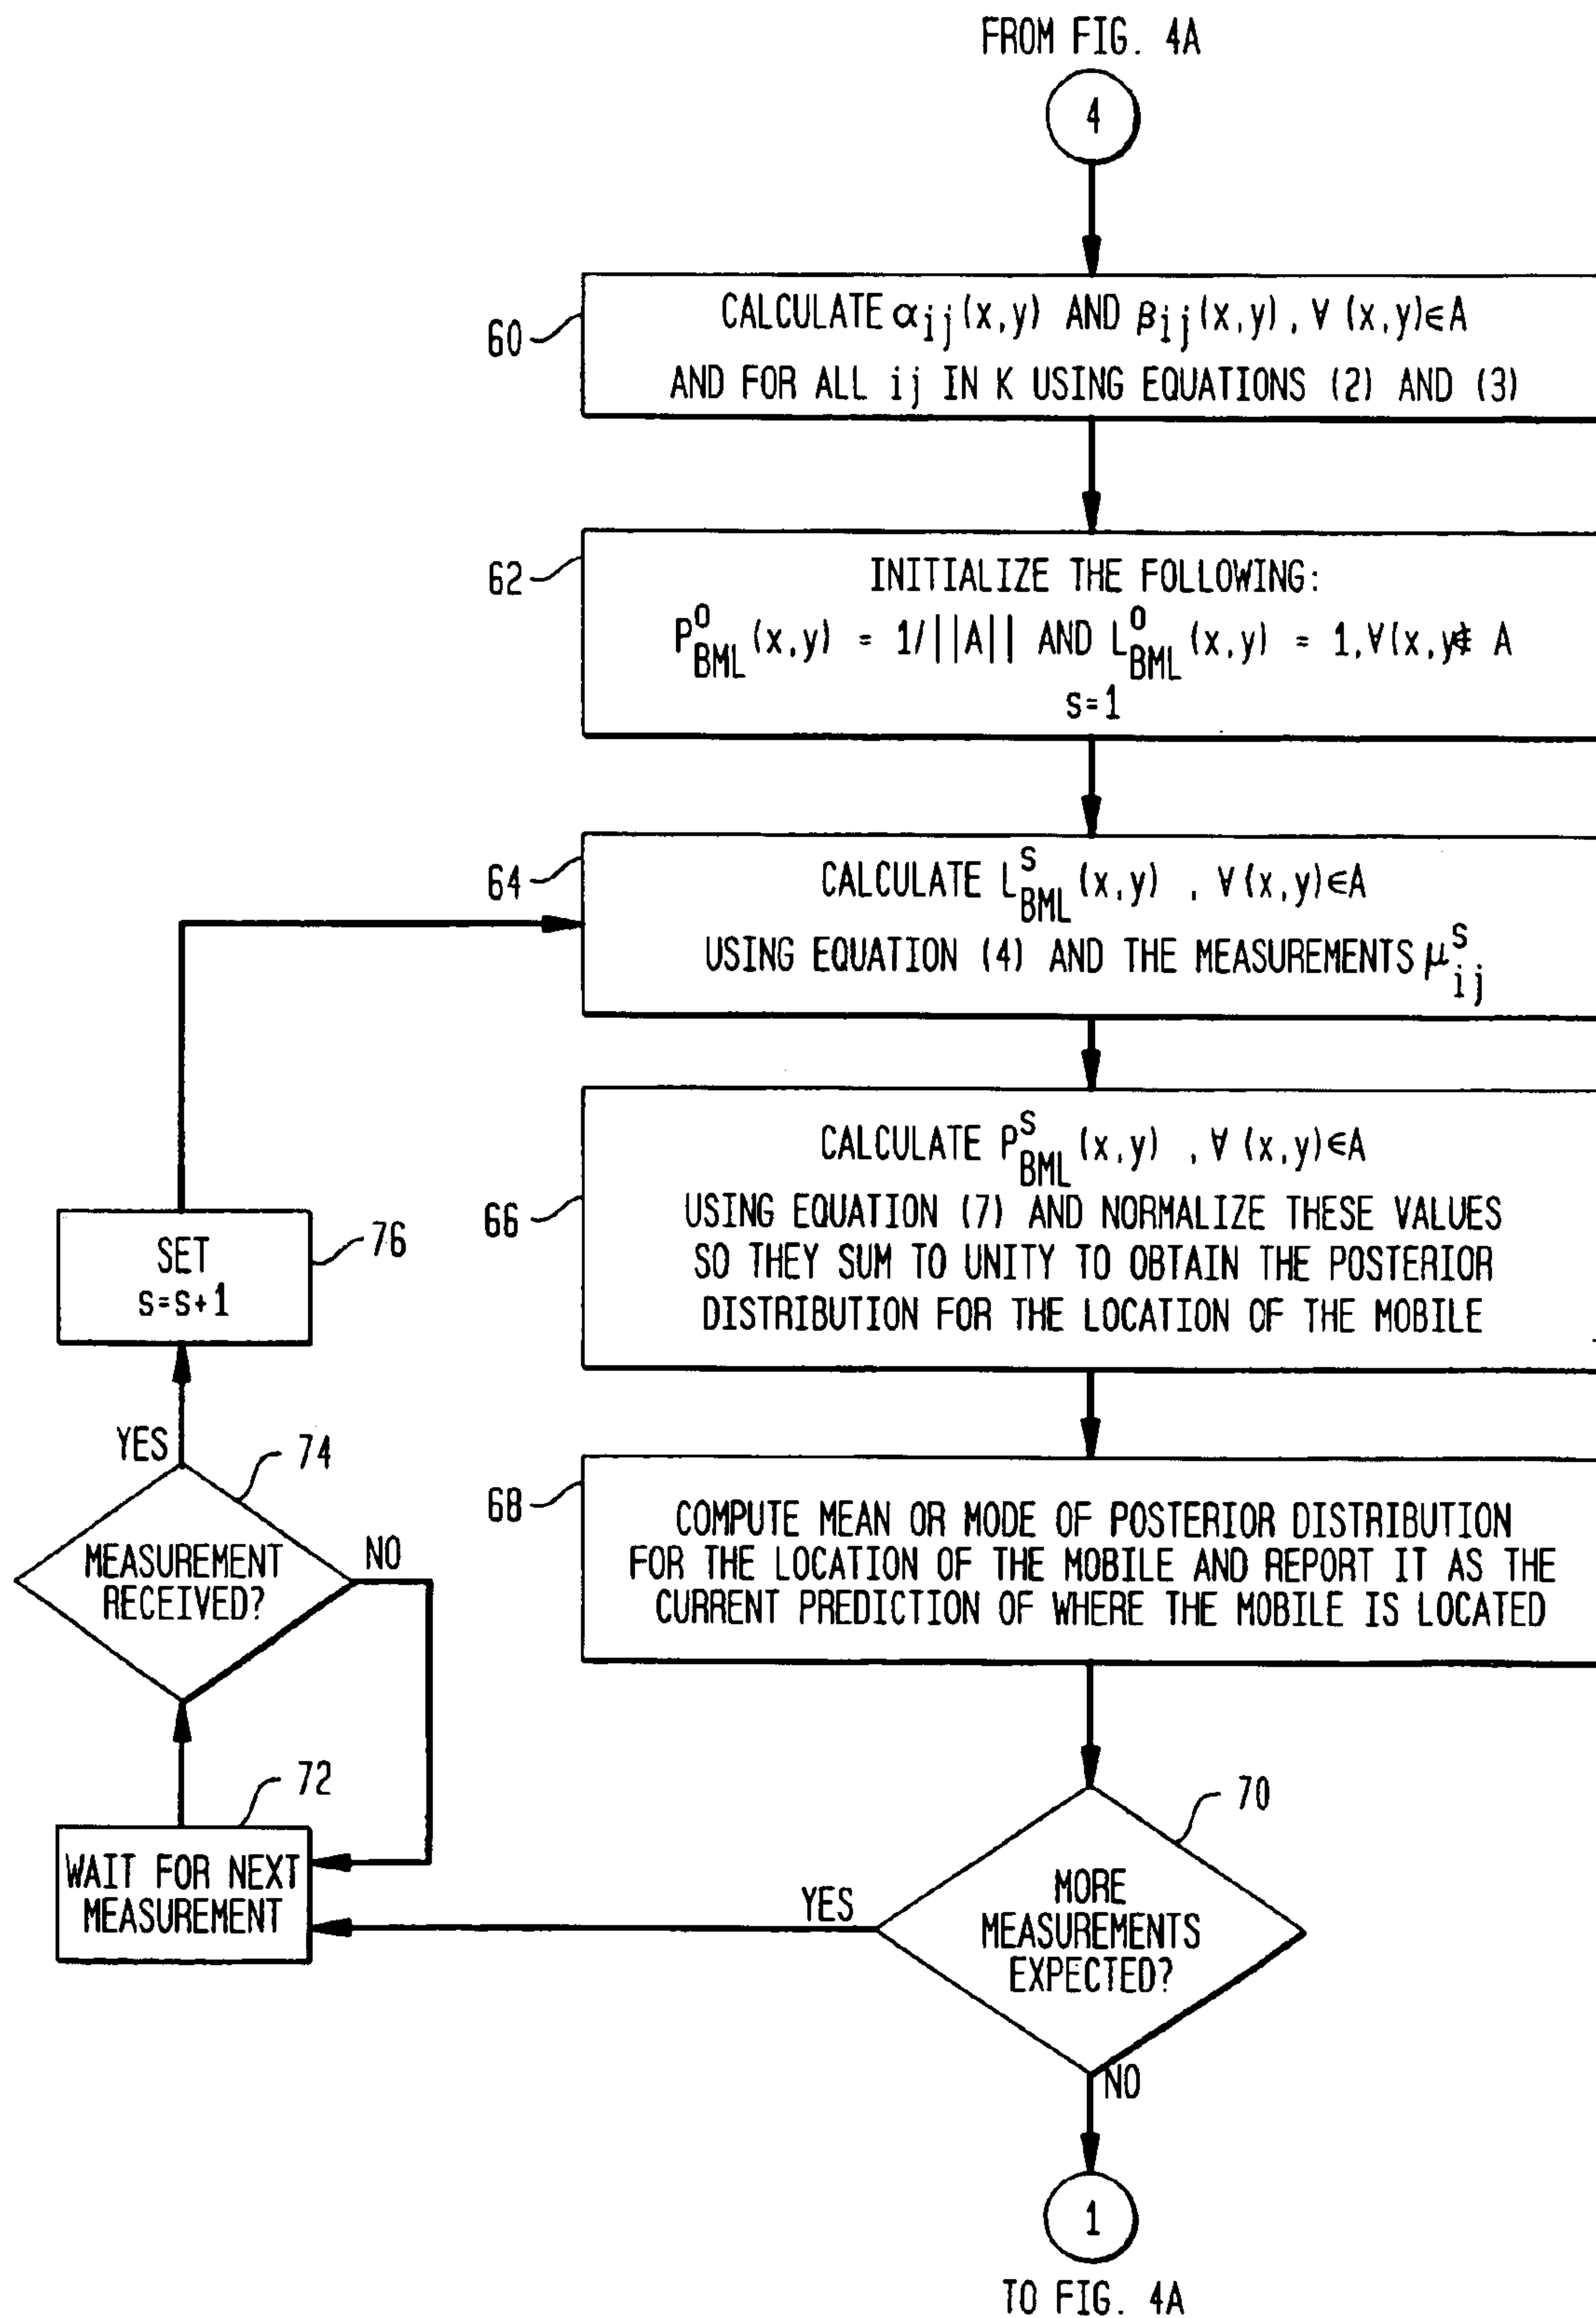 FROM FIG. 4A
4
60
CALCULATE αij(x,y) AND βij(x,y), ∀ (x,y)∈A
AND FOR ALL ij IN K USING EQUATIONS (2) AND (3)
62
INITIALIZE THE FOLLOWING:
P⁰BML(x,y) = 1/||A|| AND L⁰BML(x,y) = 1,∀(x,y∉ A
s=1
64
CALCULATE LˢBML(x,y) , ∀(x,y)∈A
USING EQUATION (4) AND THE MEASUREMENTS μˢij
66
CALCULATE PˢBML(x,y) , ∀ (x,y)∈A
USING EQUATION (7) AND NORMALIZE THESE VALUES
SO THEY SUM TO UNITY TO OBTAIN THE POSTERIOR
DISTRIBUTION FOR THE LOCATION OF THE MOBILE
68
COMPUTE MEAN OR MODE OF POSTERIOR DISTRIBUTION
FOR THE LOCATION OF THE MOBILE AND REPORT IT AS THE
CURRENT PREDICTION OF WHERE THE MOBILE IS LOCATED
70
MORE
MEASUREMENTS
EXPECTED?
YES
NO
72
WAIT FOR NEXT
MEASUREMENT
74
MEASUREMENT
RECEIVED?
NO
YES
76
SET
s=s+1
1
TO FIG. 4A